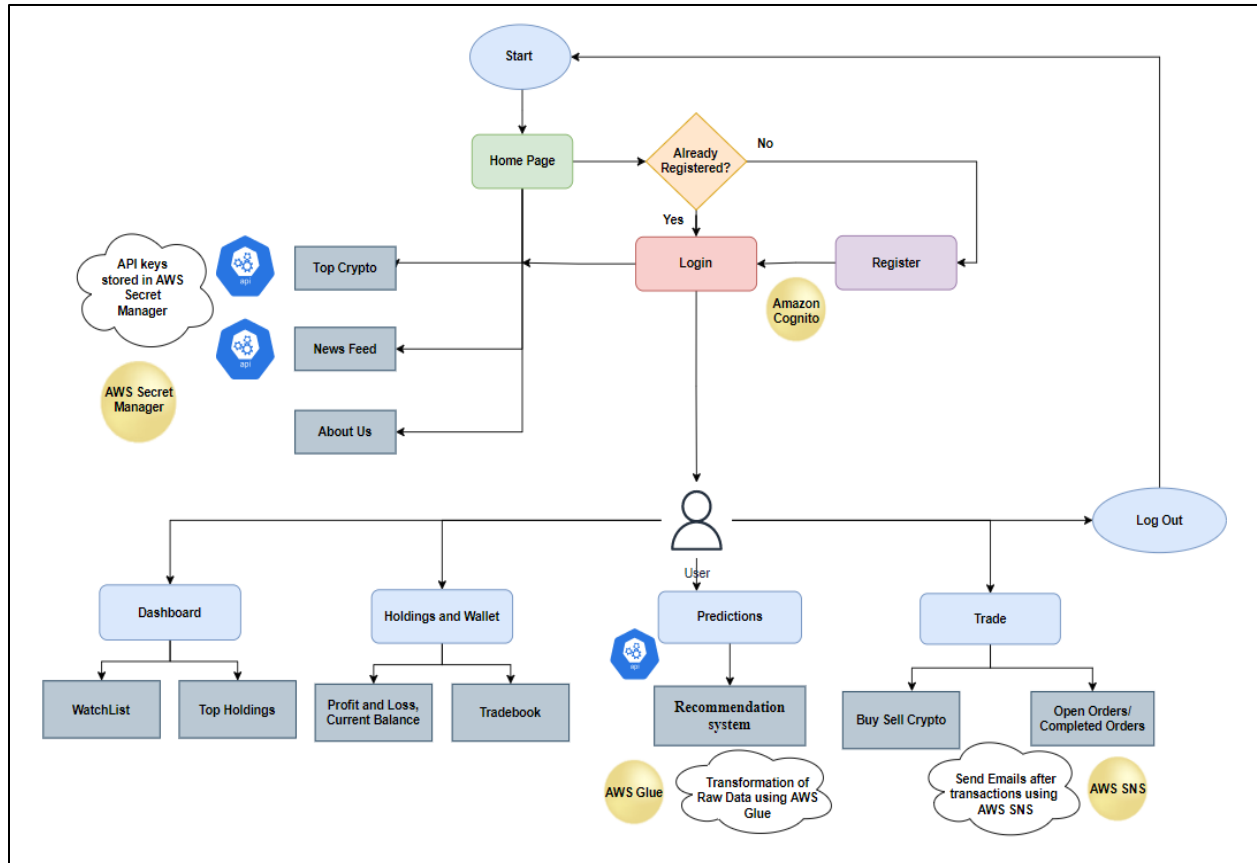 Start
Home Page
Already
Registered?
No
Yes
Login
Register
Amazon
Cognito
API keys
stored in AWS
Secret
Manager
api
Top Crypto
api
News Feed
AWS Secret
Manager
About Us
Log Out
User
Dashboard
Holdings and Wallet
Predictions
Trade
api
WatchList
Top Holdings
Profit and Loss,
Current Balance
Tradebook
Recommendation
system
Buy Sell Crypto
Open Orders/
Completed Orders
AWS Glue
Transformation of
Raw Data using AWS
Glue
Send Emails after
transactions using
AWS SNS
AWS SNS